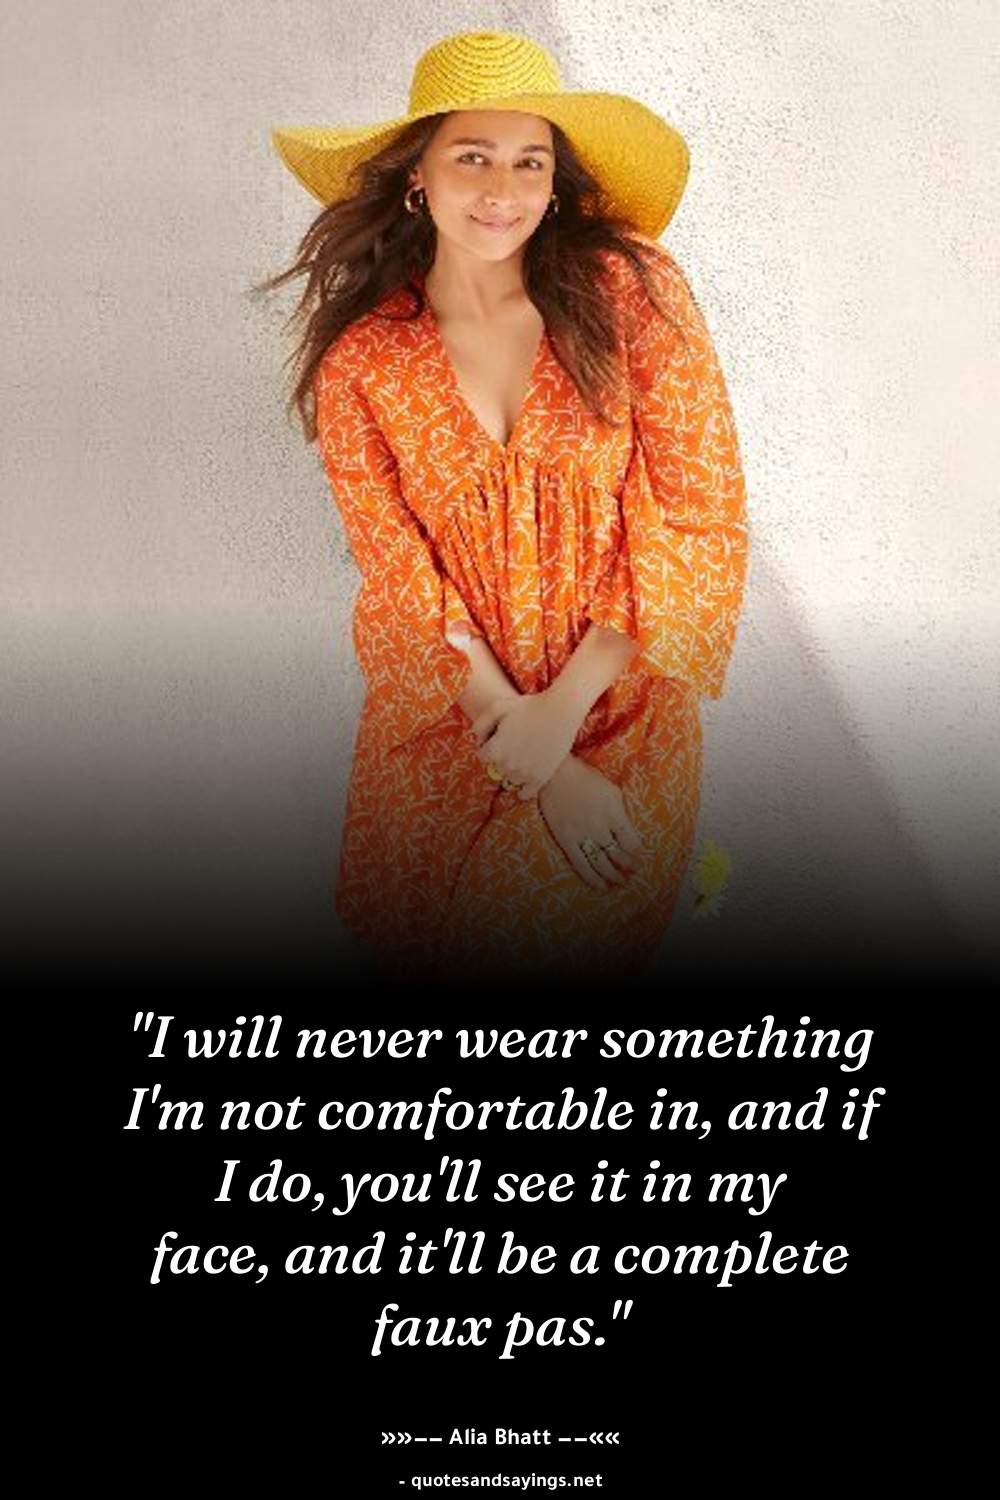 "I will never wear something
I'm not comfortable in, and if
I do, you'll see it in my
face, and it'll be a complete
faux pas."
»»−− Alia Bhatt −−««
- quotesandsayings.net